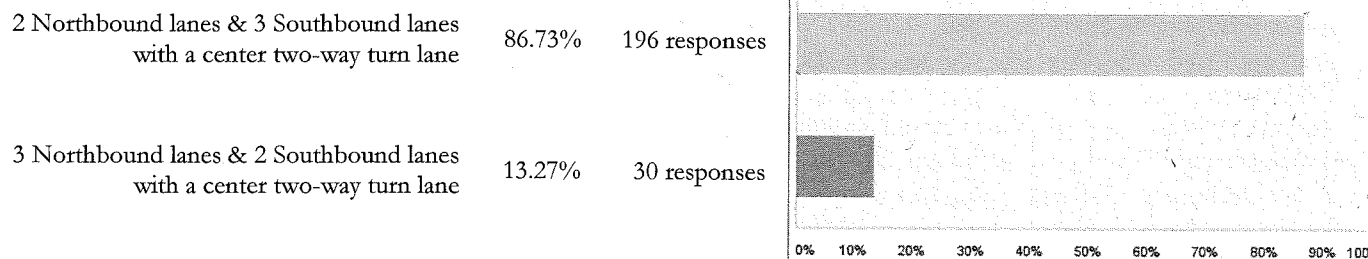 2 Northbound lanes & 3 Southbound lanes
with a center two-way turn lane
86.73%
196 responses
3 Northbound lanes & 2 Southbound lanes
with a center two-way turn lane
13.27%
30 responses
0% 10% 20% 30% 40% 50% 60% 70% 80% 90% 100